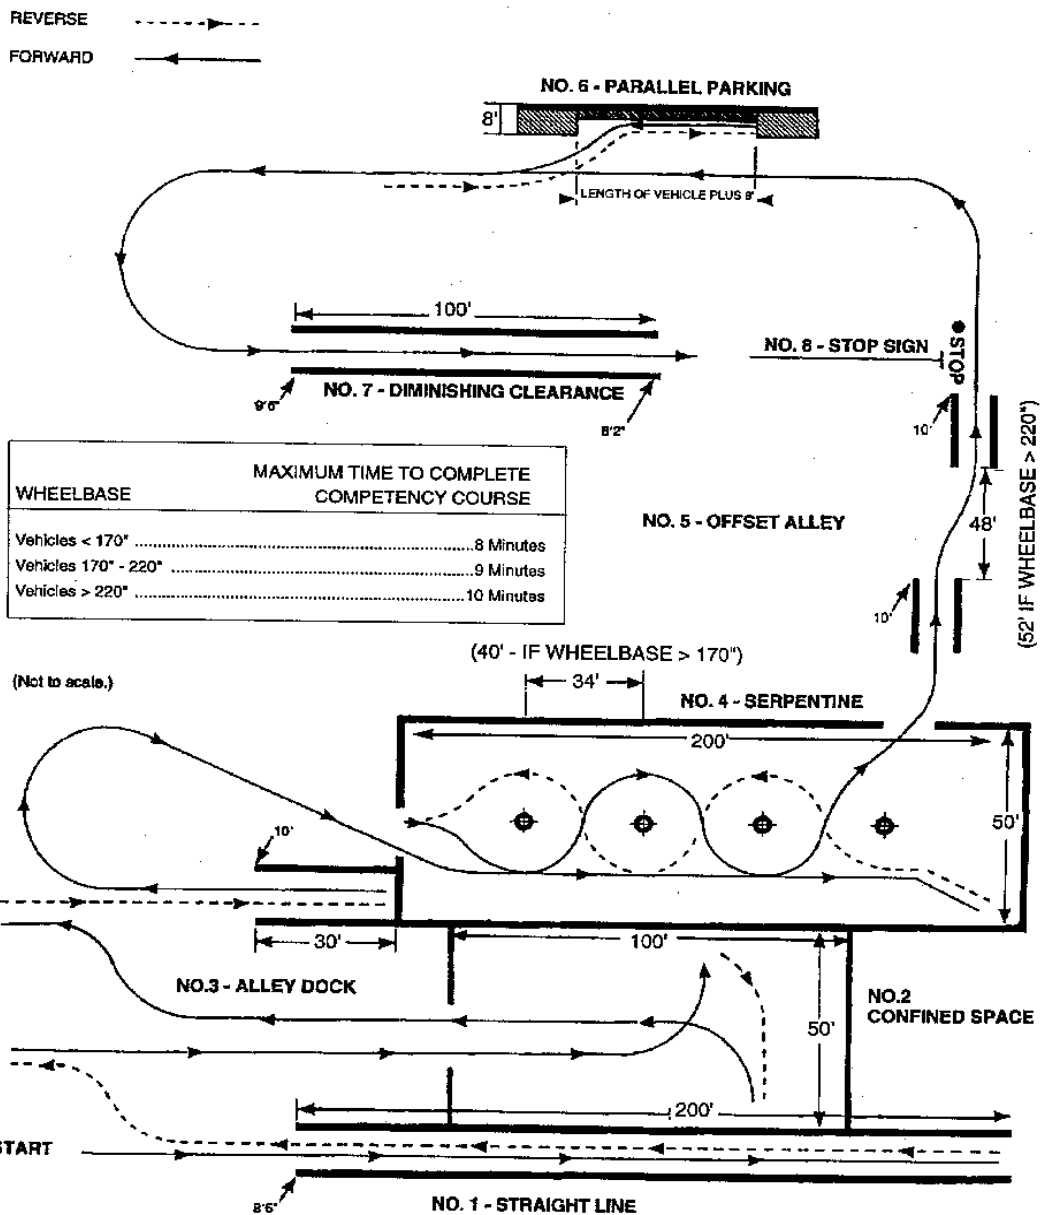 REVERSE
FORWARD
NO. 6 - PARALLEL PARKING
8'
LENGTH OF VEHICLE PLUS 8'
100'
NO. 8 - STOP SIGN
STOP
NO. 7 - DIMINISHING CLEARANCE
9'6"
8'2"
10'
WHEELBASE
MAXIMUM TIME TO COMPLETE
COMPETENCY COURSE
Vehicles < 170" 8 Minutes
Vehicles 170" - 220" 9 Minutes
Vehicles > 220" 10 Minutes
NO. 5 - OFFSET ALLEY
48'
(52' IF WHEELBASE > 220")
10'
(40' - IF WHEELBASE > 170")
34'
(Not to scale.)
NO. 4 - SERPENTINE
200'
50'
10'
30'
100'
NO.3 - ALLEY DOCK
NO.2
CONFINED SPACE
50'
200'
START
8'6"
NO. 1 - STRAIGHT LINE